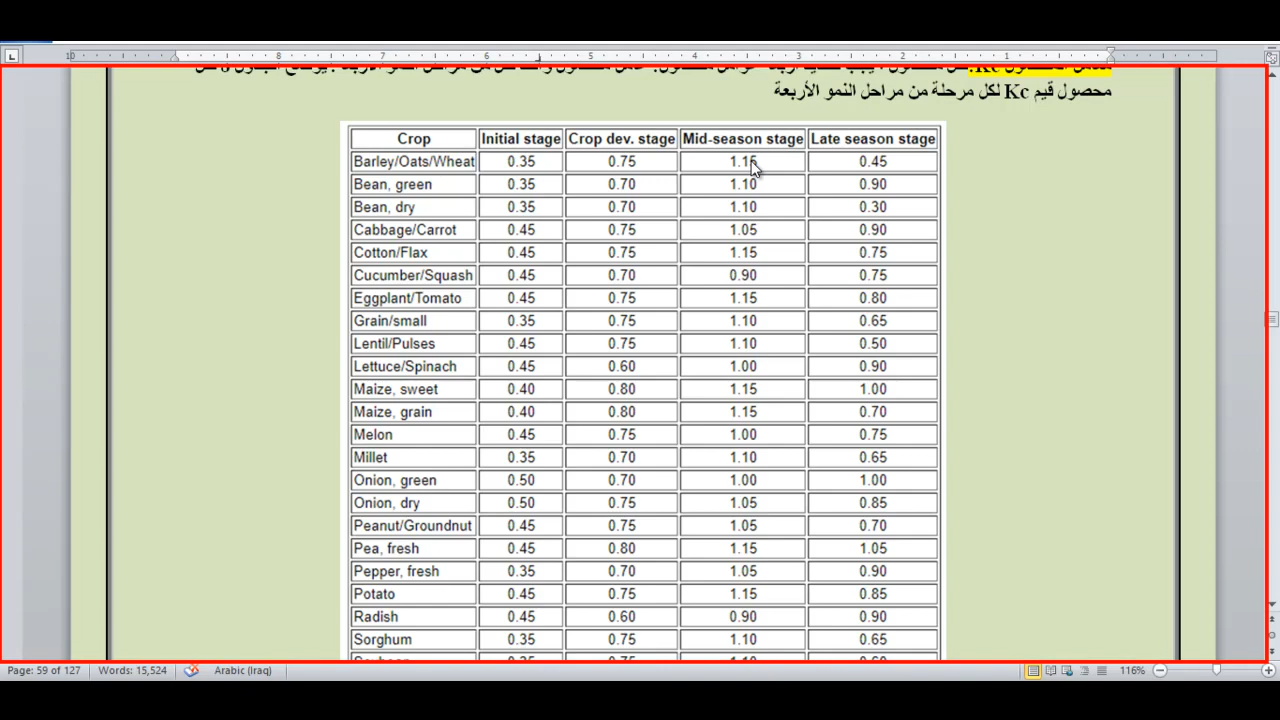 10 8 7 6 5 4 3 2 1
محصول قيم Kc لكل مرحلة من مراحل النمو الأربعة
Crop Initial stage Crop dev. stage Mid-season stage Late season stage
Barley/Oats/Wheat 0.35 0.75 1.15 0.45
Bean, green 0.35 0.70 1.10 0.90
Bean, dry 0.35 0.70 1.10 0.30
Cabbage/Carrot 0.45 0.75 1.05 0.90
Cotton/Flax 0.45 0.75 1.15 0.75
Cucumber/Squash 0.45 0.70 0.90 0.75
Eggplant/Tomato 0.45 0.75 1.15 0.80
Grain/small 0.35 0.75 1.10 0.65
Lentil/Pulses 0.45 0.75 1.10 0.50
Lettuce/Spinach 0.45 0.60 1.00 0.90
Maize, sweet 0.40 0.80 1.15 1.00
Maize, grain 0.40 0.80 1.15 0.70
Melon 0.45 0.75 1.00 0.75
Millet 0.35 0.70 1.10 0.65
Onion, green 0.50 0.70 1.00 1.00
Onion, dry 0.50 0.75 1.05 0.85
Peanut/Groundnut 0.45 0.75 1.05 0.70
Pea, fresh 0.45 0.80 1.15 1.05
Pepper, fresh 0.35 0.70 1.05 0.90
Potato 0.45 0.75 1.15 0.85
Radish 0.45 0.60 0.90 0.90
Sorghum 0.35 0.75 1.10 0.65
Page: 59 of 127 Words: 15,524 Arabic (Iraq) 116%